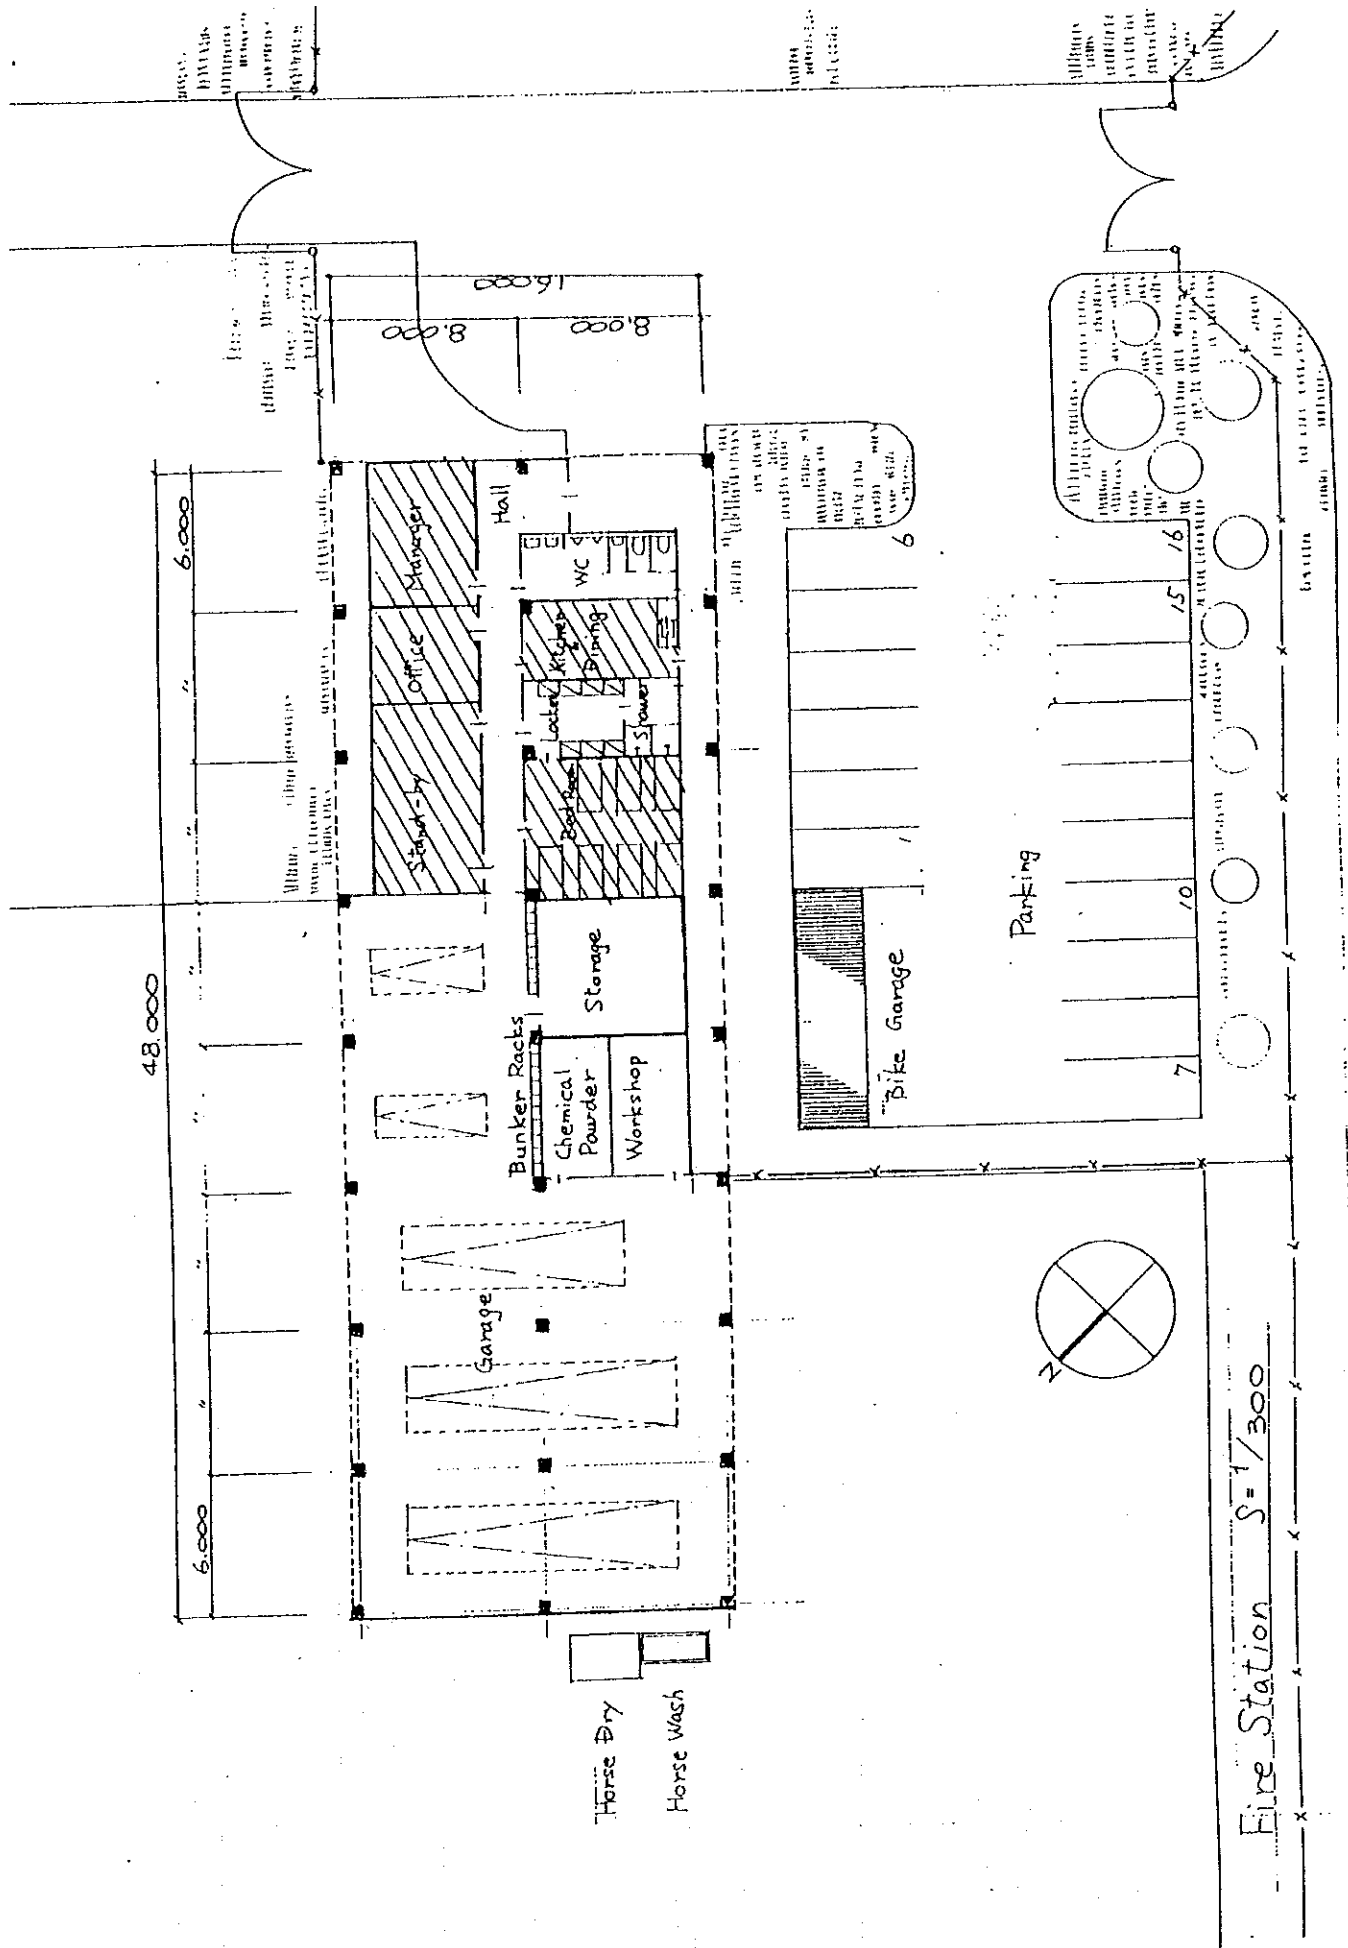 48.000
6.000
"
"
"
"
6.000
16.000
8.000
8.000
Garage
Bunker Racks
Stand-by
Office
Manager
Hall
Chemical
Powder
Workshop
Storage
Bed Room
Locker
Shower
Kitchen
&
Dining
WC
Horse Dry
Horse Wash
Bike Garage
1
6
Parking
7
10
15
16
N
Fire Station S=1/300